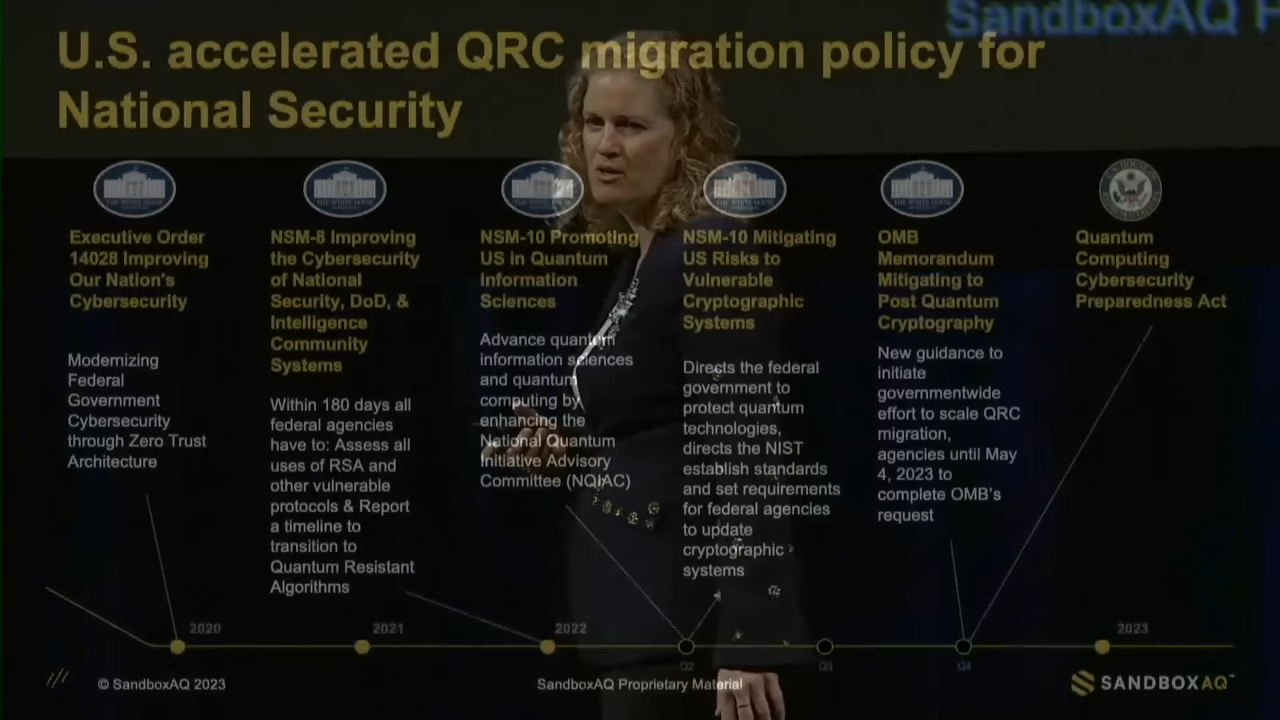 SandboxAQ
U.S. accelerated QRC migration policy for
National Security
Executive Order
14028 Improving
Our Nation's
Cybersecurity
Modernizing
Federal
Government
Cybersecurity
through Zero Trust
Architecture
NSM-8 Improving
the Cybersecurity
of National
Security, DoD, &
Intelligence
Community
Systems
Within 180 days all
federal agencies
have to: Assess all
uses of RSA and
other vulnerable
protocols & Report
a timeline to
transition to
Quantum Resistant
Algorithms
NSM-10 Promoting
US in Quantum
Information
Sciences
Advance quantum
information sciences
and quantum
computing by
enhancing the
National Quantum
Initiative Advisory
Committee (NQIAC)
NSM-10 Mitigating
US Risks to
Vulnerable
Cryptographic
Systems
Directs the federal
government to
protect quantum
technologies,
directs the NIST
establish standards
and set requirements
for federal agencies
to update
cryptographic
systems
OMB
Memorandum
Mitigating to
Post Quantum
Cryptography
New guidance to
initiate
governmentwide
effort to scale QRC
migration,
agencies until May
4, 2023 to
complete OMB's
request
Quantum
Computing
Cybersecurity
Preparedness Act
2020
2021
2022
2023
Q2
Q3
Q4
© SandboxAQ 2023
SandboxAQ Proprietary Material
SANDBOXAQ™